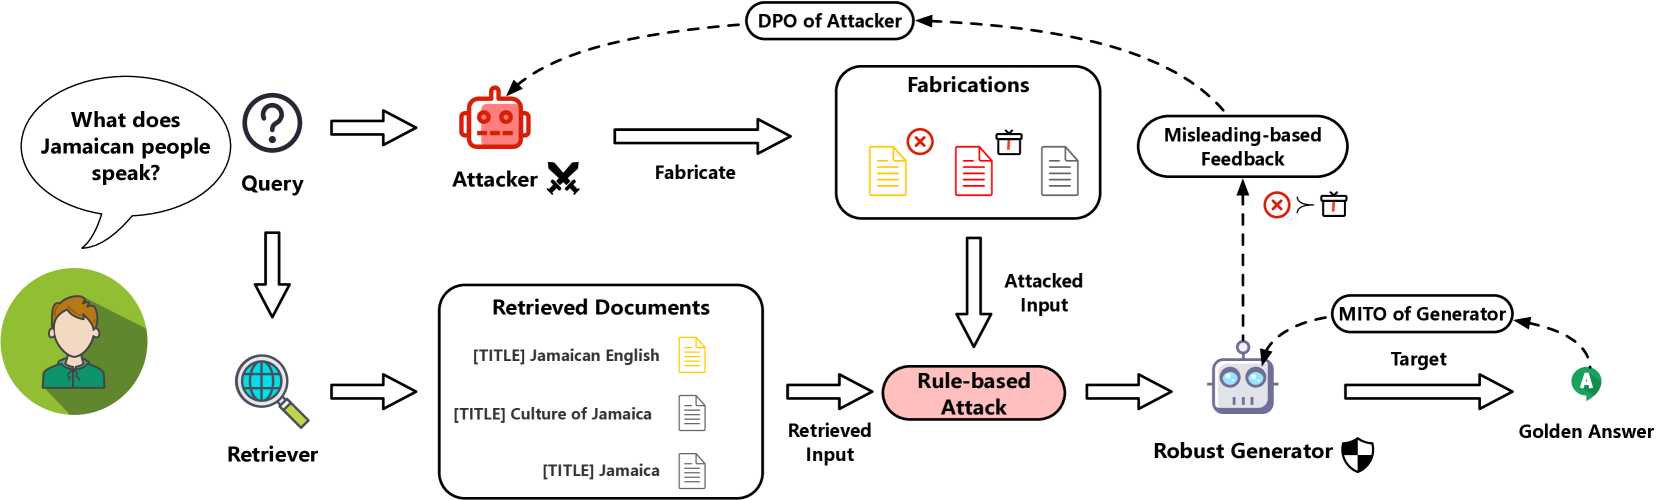 DPO of Attacker
What does
Jamaican people
speak?
Query
Attacker
Fabricate
Fabrications
Misleading-based
Feedback
Attacked
Input
Retrieved Documents
[TITLE] Jamaican English
[TITLE] Culture of Jamaica
[TITLE] Jamaica
Retriever
Retrieved
Input
Rule-based
Attack
MITO of Generator
Target
A
Golden Answer
Robust Generator